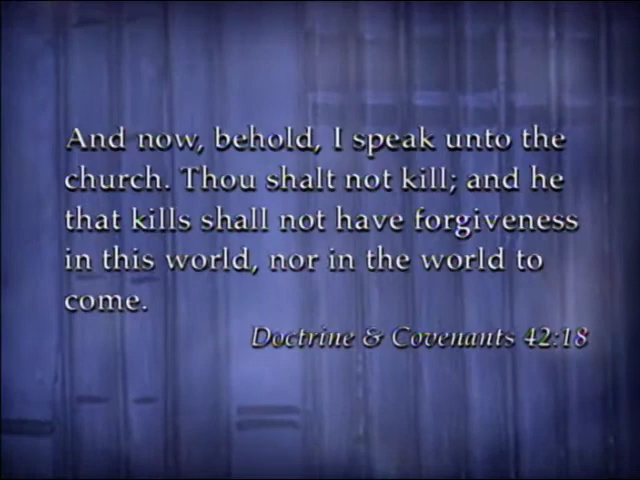 And now, behold, I speak unto the
church. Thou shalt not kill; and he
that kills shall not have forgiveness
in this world, nor in the world to
come.
Doctrine & Covenants 42:18